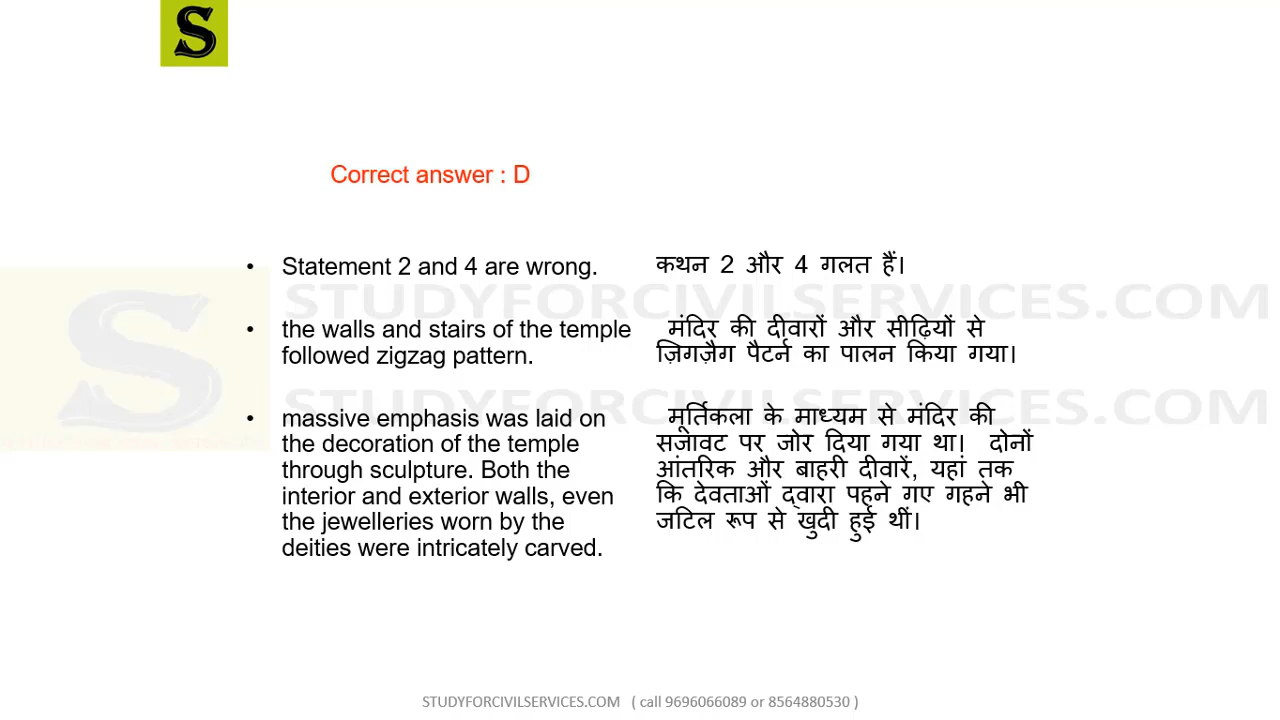 S
Correct answer : D
• Statement 2 and 4 are wrong.
• the walls and stairs of the temple
followed zigzag pattern.
• massive emphasis was laid on
the decoration of the temple
through sculpture. Both the
interior and exterior walls, even
the jewelleries worn by the
deities were intricately carved.
कथन 2 और 4 गलत हैं।
मंदिर की दीवारों और सीढ़ियों से
ज़िगज़ैग पैटर्न का पालन किया गया।
मूर्तिकला के माध्यम से मंदिर की
सजावट पर जोर दिया गया था। दोनों
आंतरिक और बाहरी दीवारें, यहां तक
कि देवताओं द्वारा पहने गए गहने भी
जटिल रूप से खुदी हुई थीं।
S
STUDYFORCIVILSERVICES.COM
STUDYFORCIVILSERVICES.COM
STUDYFORCIVILSERVICES.COM ( call 9696066089 or 8564880530 )